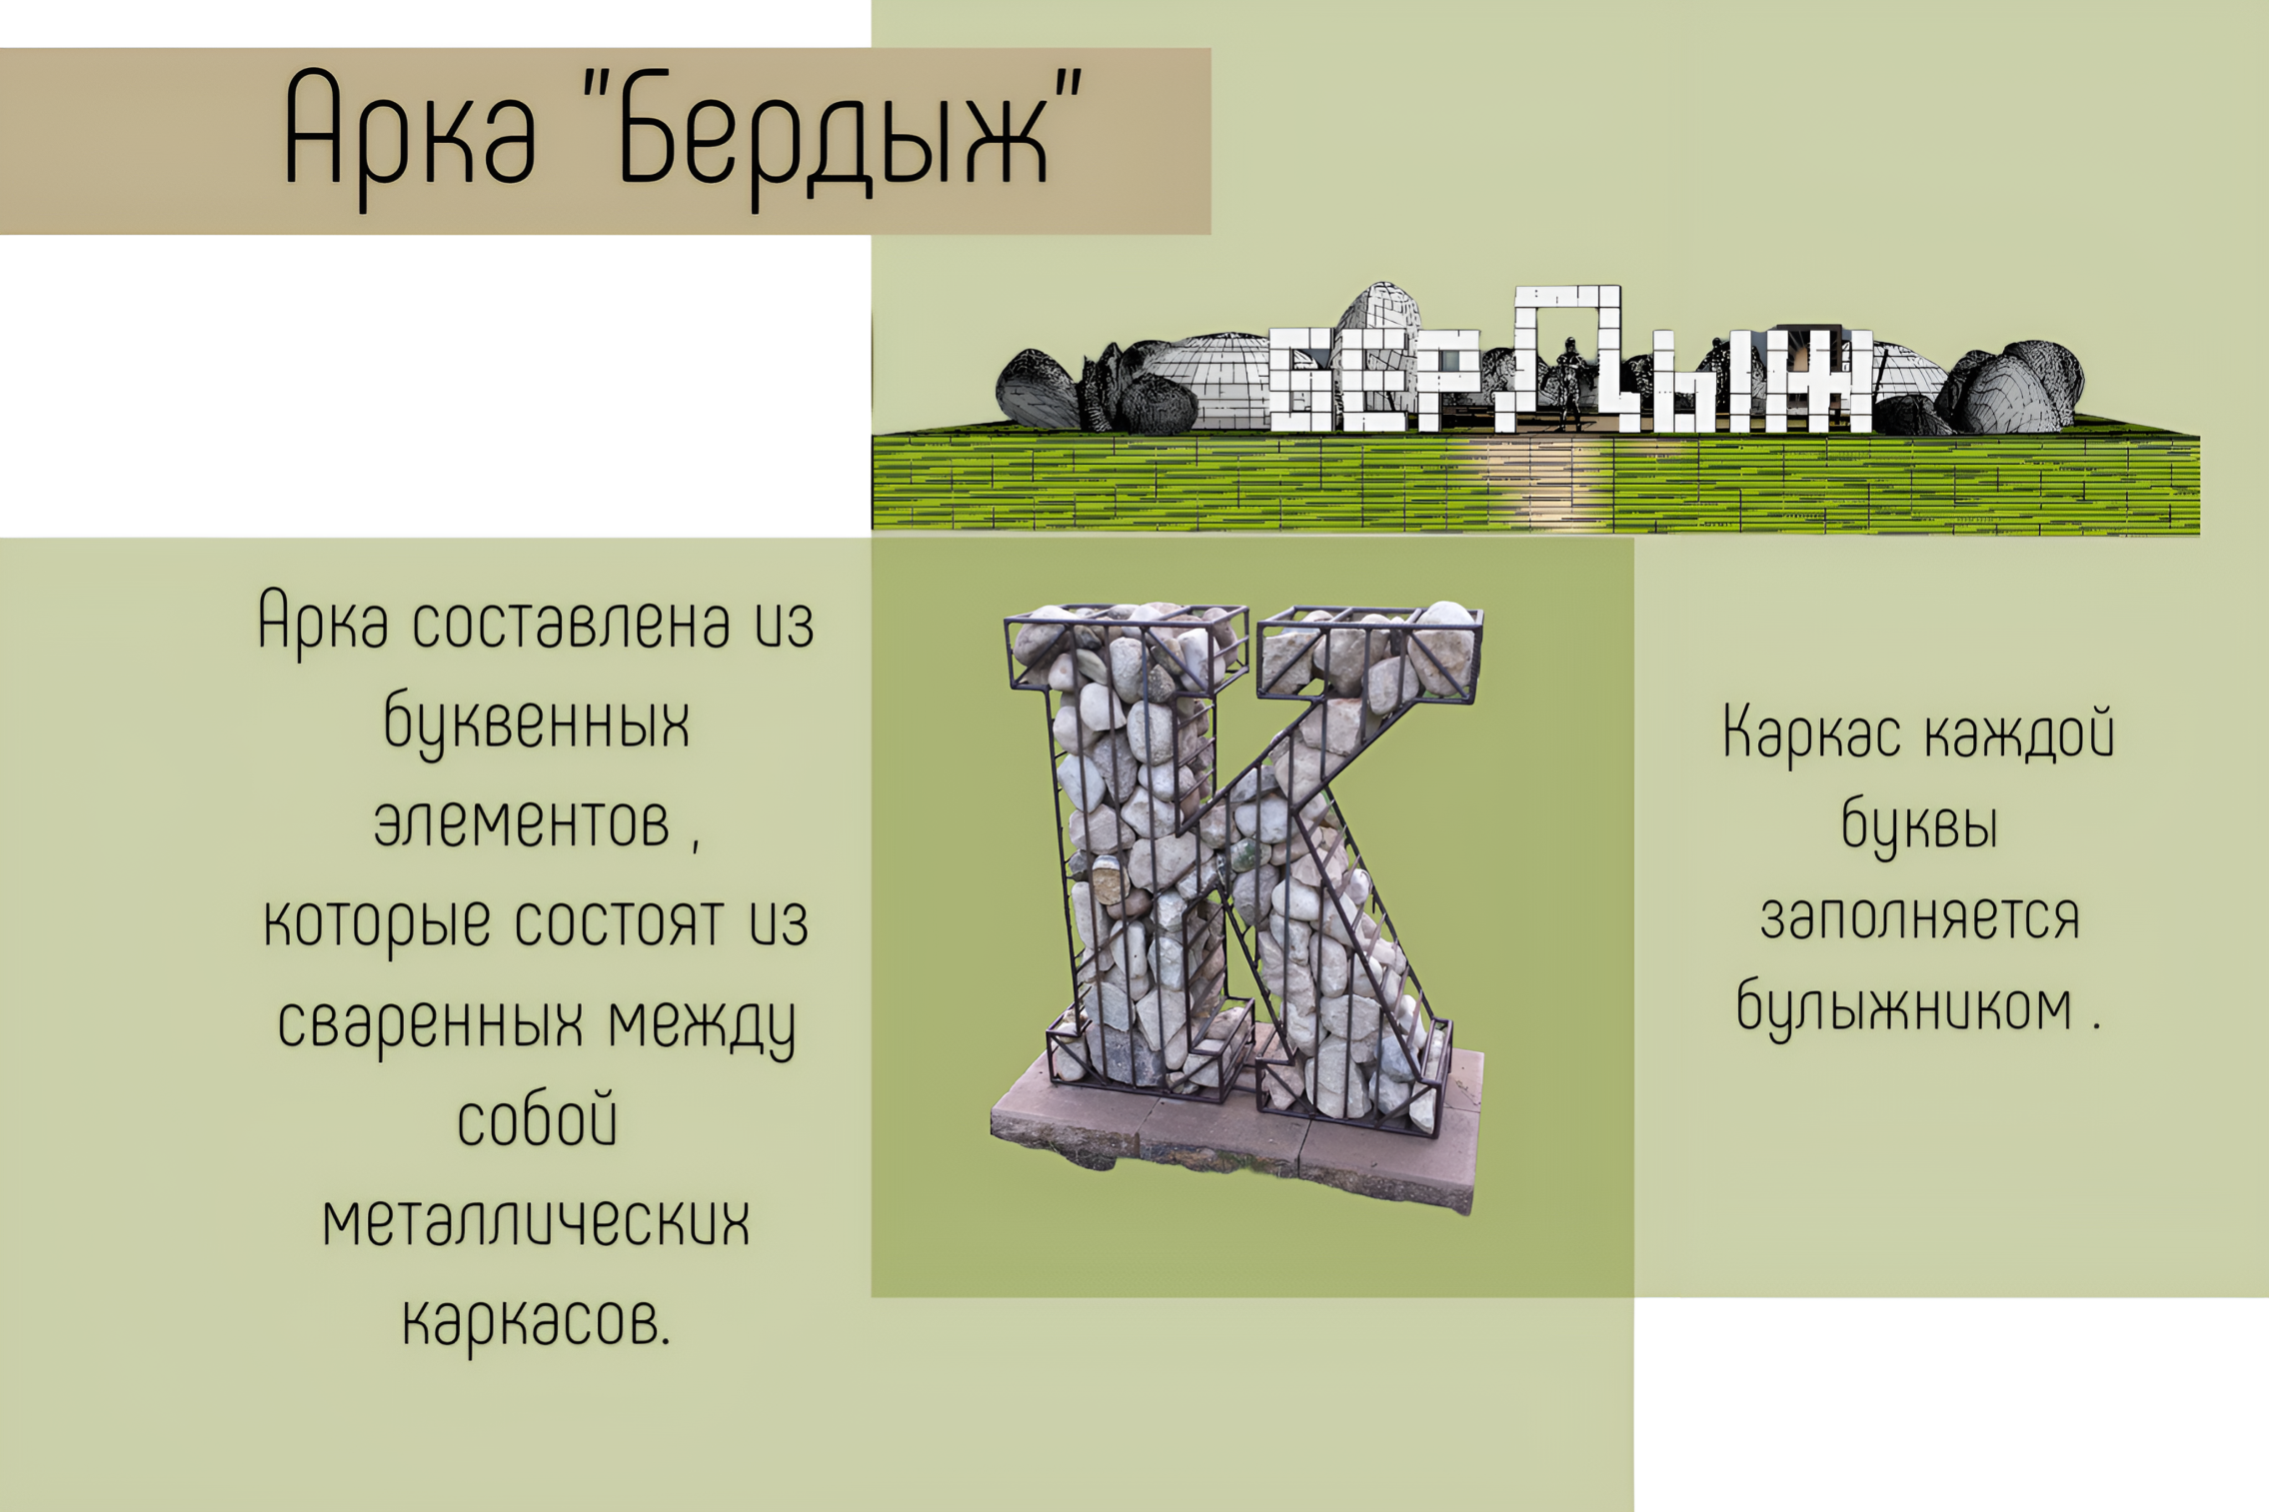 Арка "Бердыж"
БЕРДЫЖ
Арка составлена из
буквенных
элементов ,
которые состоят из
сваренных между
собой
металлических
каркасов.
К
Каркас каждой
буквы
заполняется
булыжником .